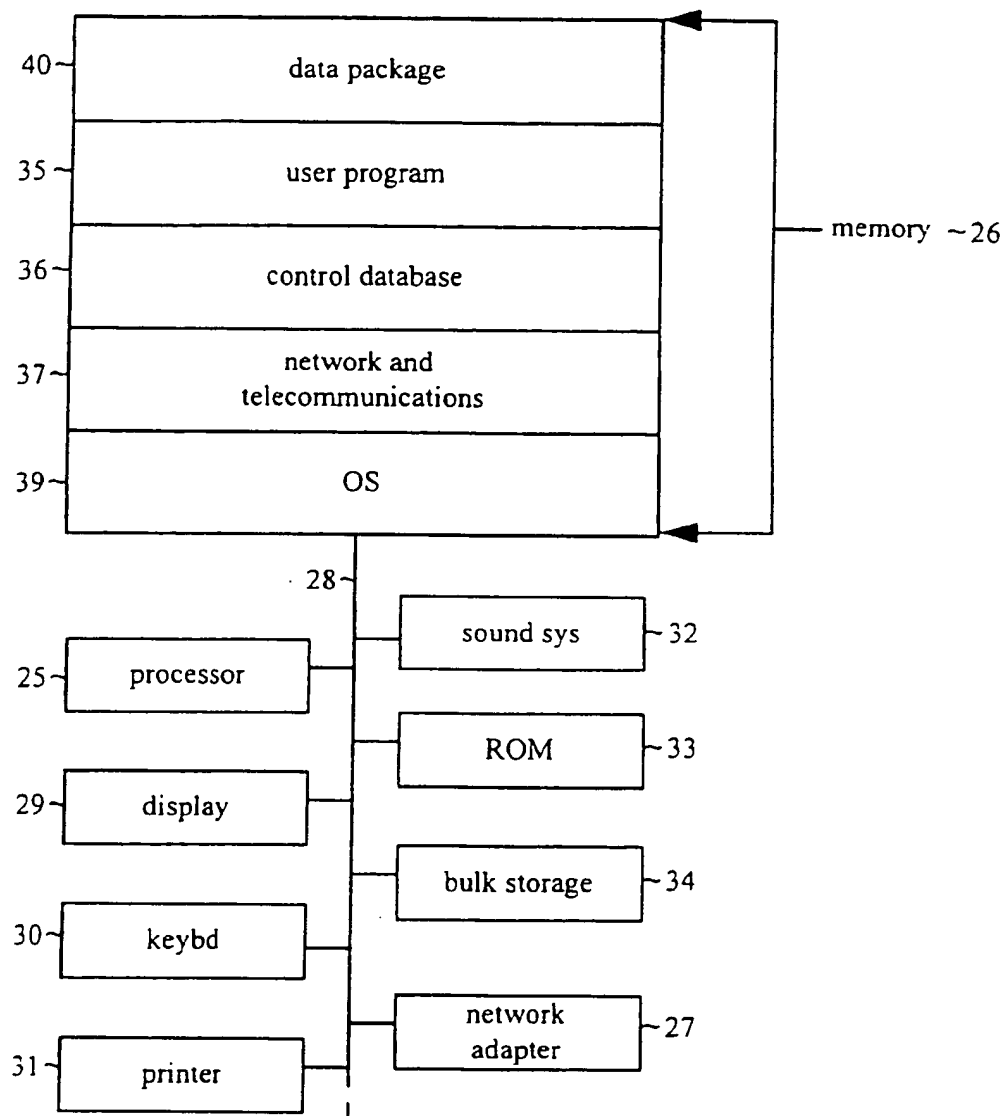 40~ data package
35~ user program
36~ control database
memory ~26
37~ network and
telecommunications
39~ OS
28~
sound sys ~32
25~ processor
ROM ~33
29~ display
bulk storage ~34
30~ keybd
network
adapter ~27
31~ printer